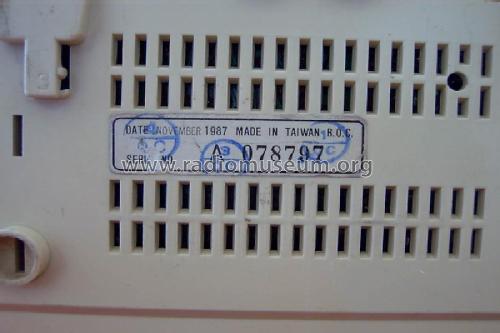 DATE: NOVEMBER 1987 MADE IN TAIWAN R.O.C.
SERIAL NO. A 078797
© www.radiomuseum.org